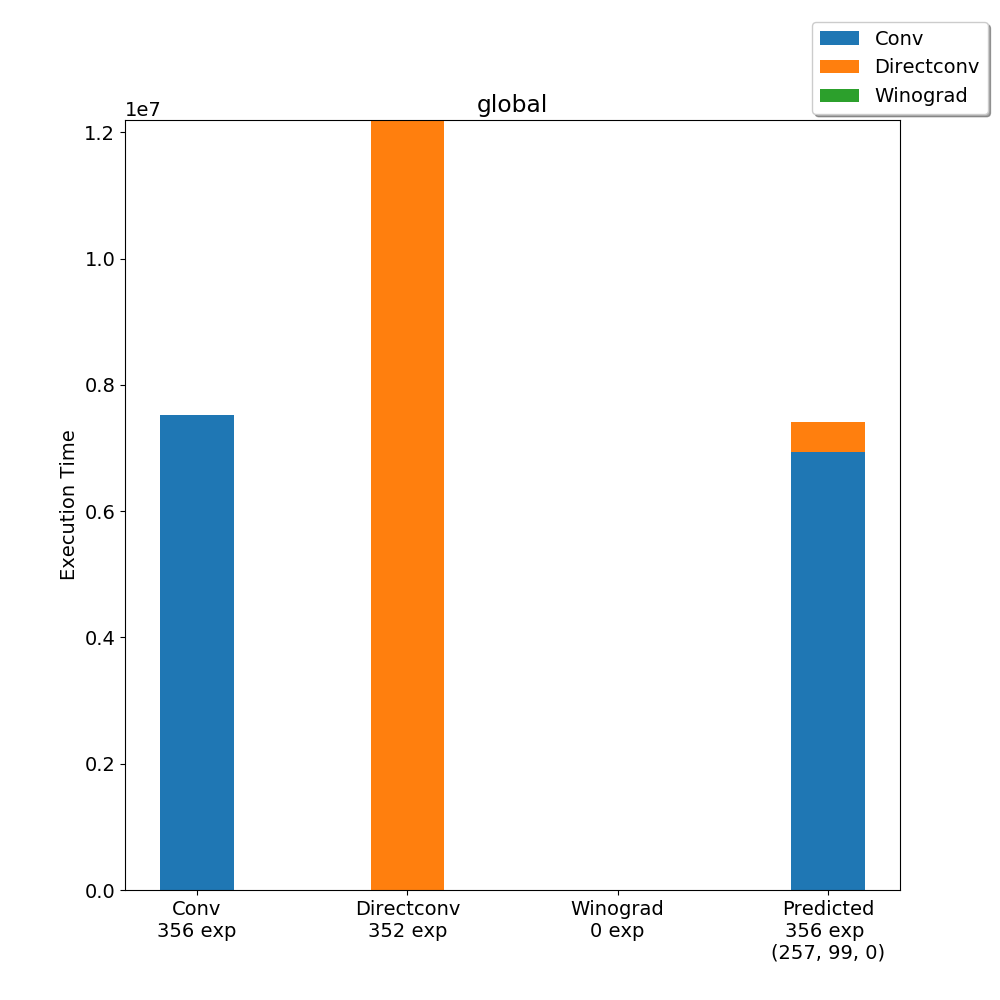 Conv
Directconv
Winograd
1e7
global
1.2
1.0
0.8
0.6
0.4
0.2
0.0
Execution Time
Conv
356 exp
Directconv
352 exp
Winograd
0 exp
Predicted
356 exp
(257, 99, 0)